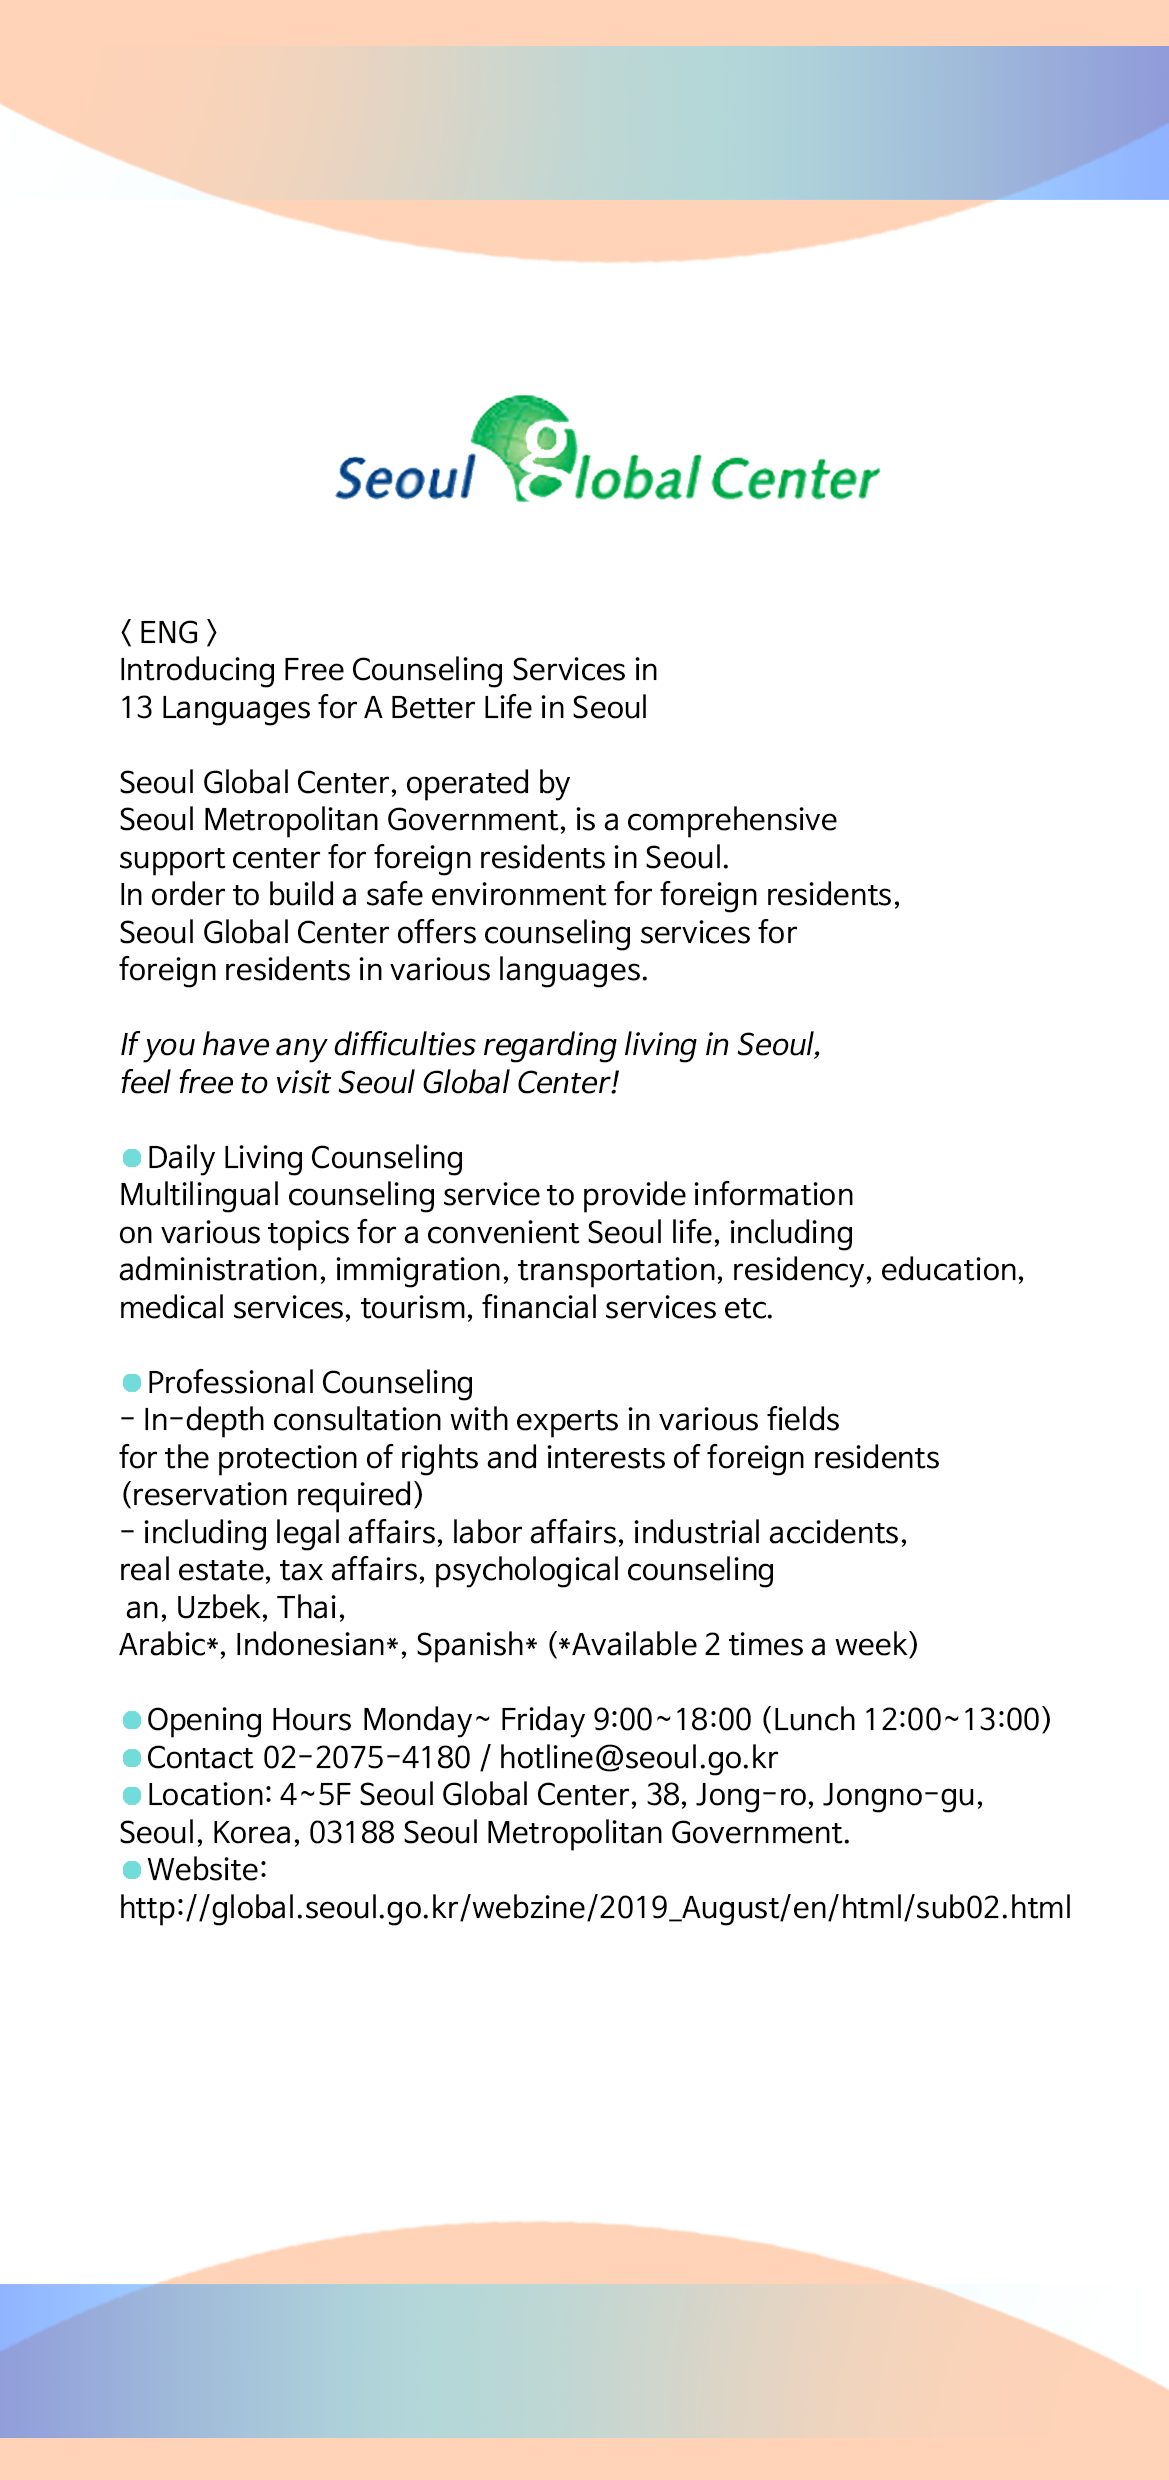 Seoul global Center
〈 ENG 〉
Introducing Free Counseling Services in
13 Languages for A Better Life in Seoul
Seoul Global Center, operated by
Seoul Metropolitan Government, is a comprehensive
support center for foreign residents in Seoul.
In order to build a safe environment for foreign residents,
Seoul Global Center offers counseling services for
foreign residents in various languages.
If you have any difficulties regarding living in Seoul,
feel free to visit Seoul Global Center!
●Daily Living Counseling
Multilingual counseling service to provide information
on various topics for a convenient Seoul life, including
administration, immigration, transportation, residency, education,
medical services, tourism, financial services etc.
●Professional Counseling
- In-depth consultation with experts in various fields
for the protection of rights and interests of foreign residents
(reservation required)
- including legal affairs, labor affairs, industrial accidents,
real estate, tax affairs, psychological counseling
an, Uzbek, Thai,
Arabic*, Indonesian*, Spanish* (*Available 2 times a week)
●Opening Hours Monday~ Friday 9:00~18:00 (Lunch 12:00~13:00)
●Contact 02-2075-4180 / hotline@seoul.go.kr
●Location: 4~5F Seoul Global Center, 38, Jong-ro, Jongno-gu,
Seoul, Korea, 03188 Seoul Metropolitan Government.
●Website:
http://global.seoul.go.kr/webzine/2019_August/en/html/sub02.html